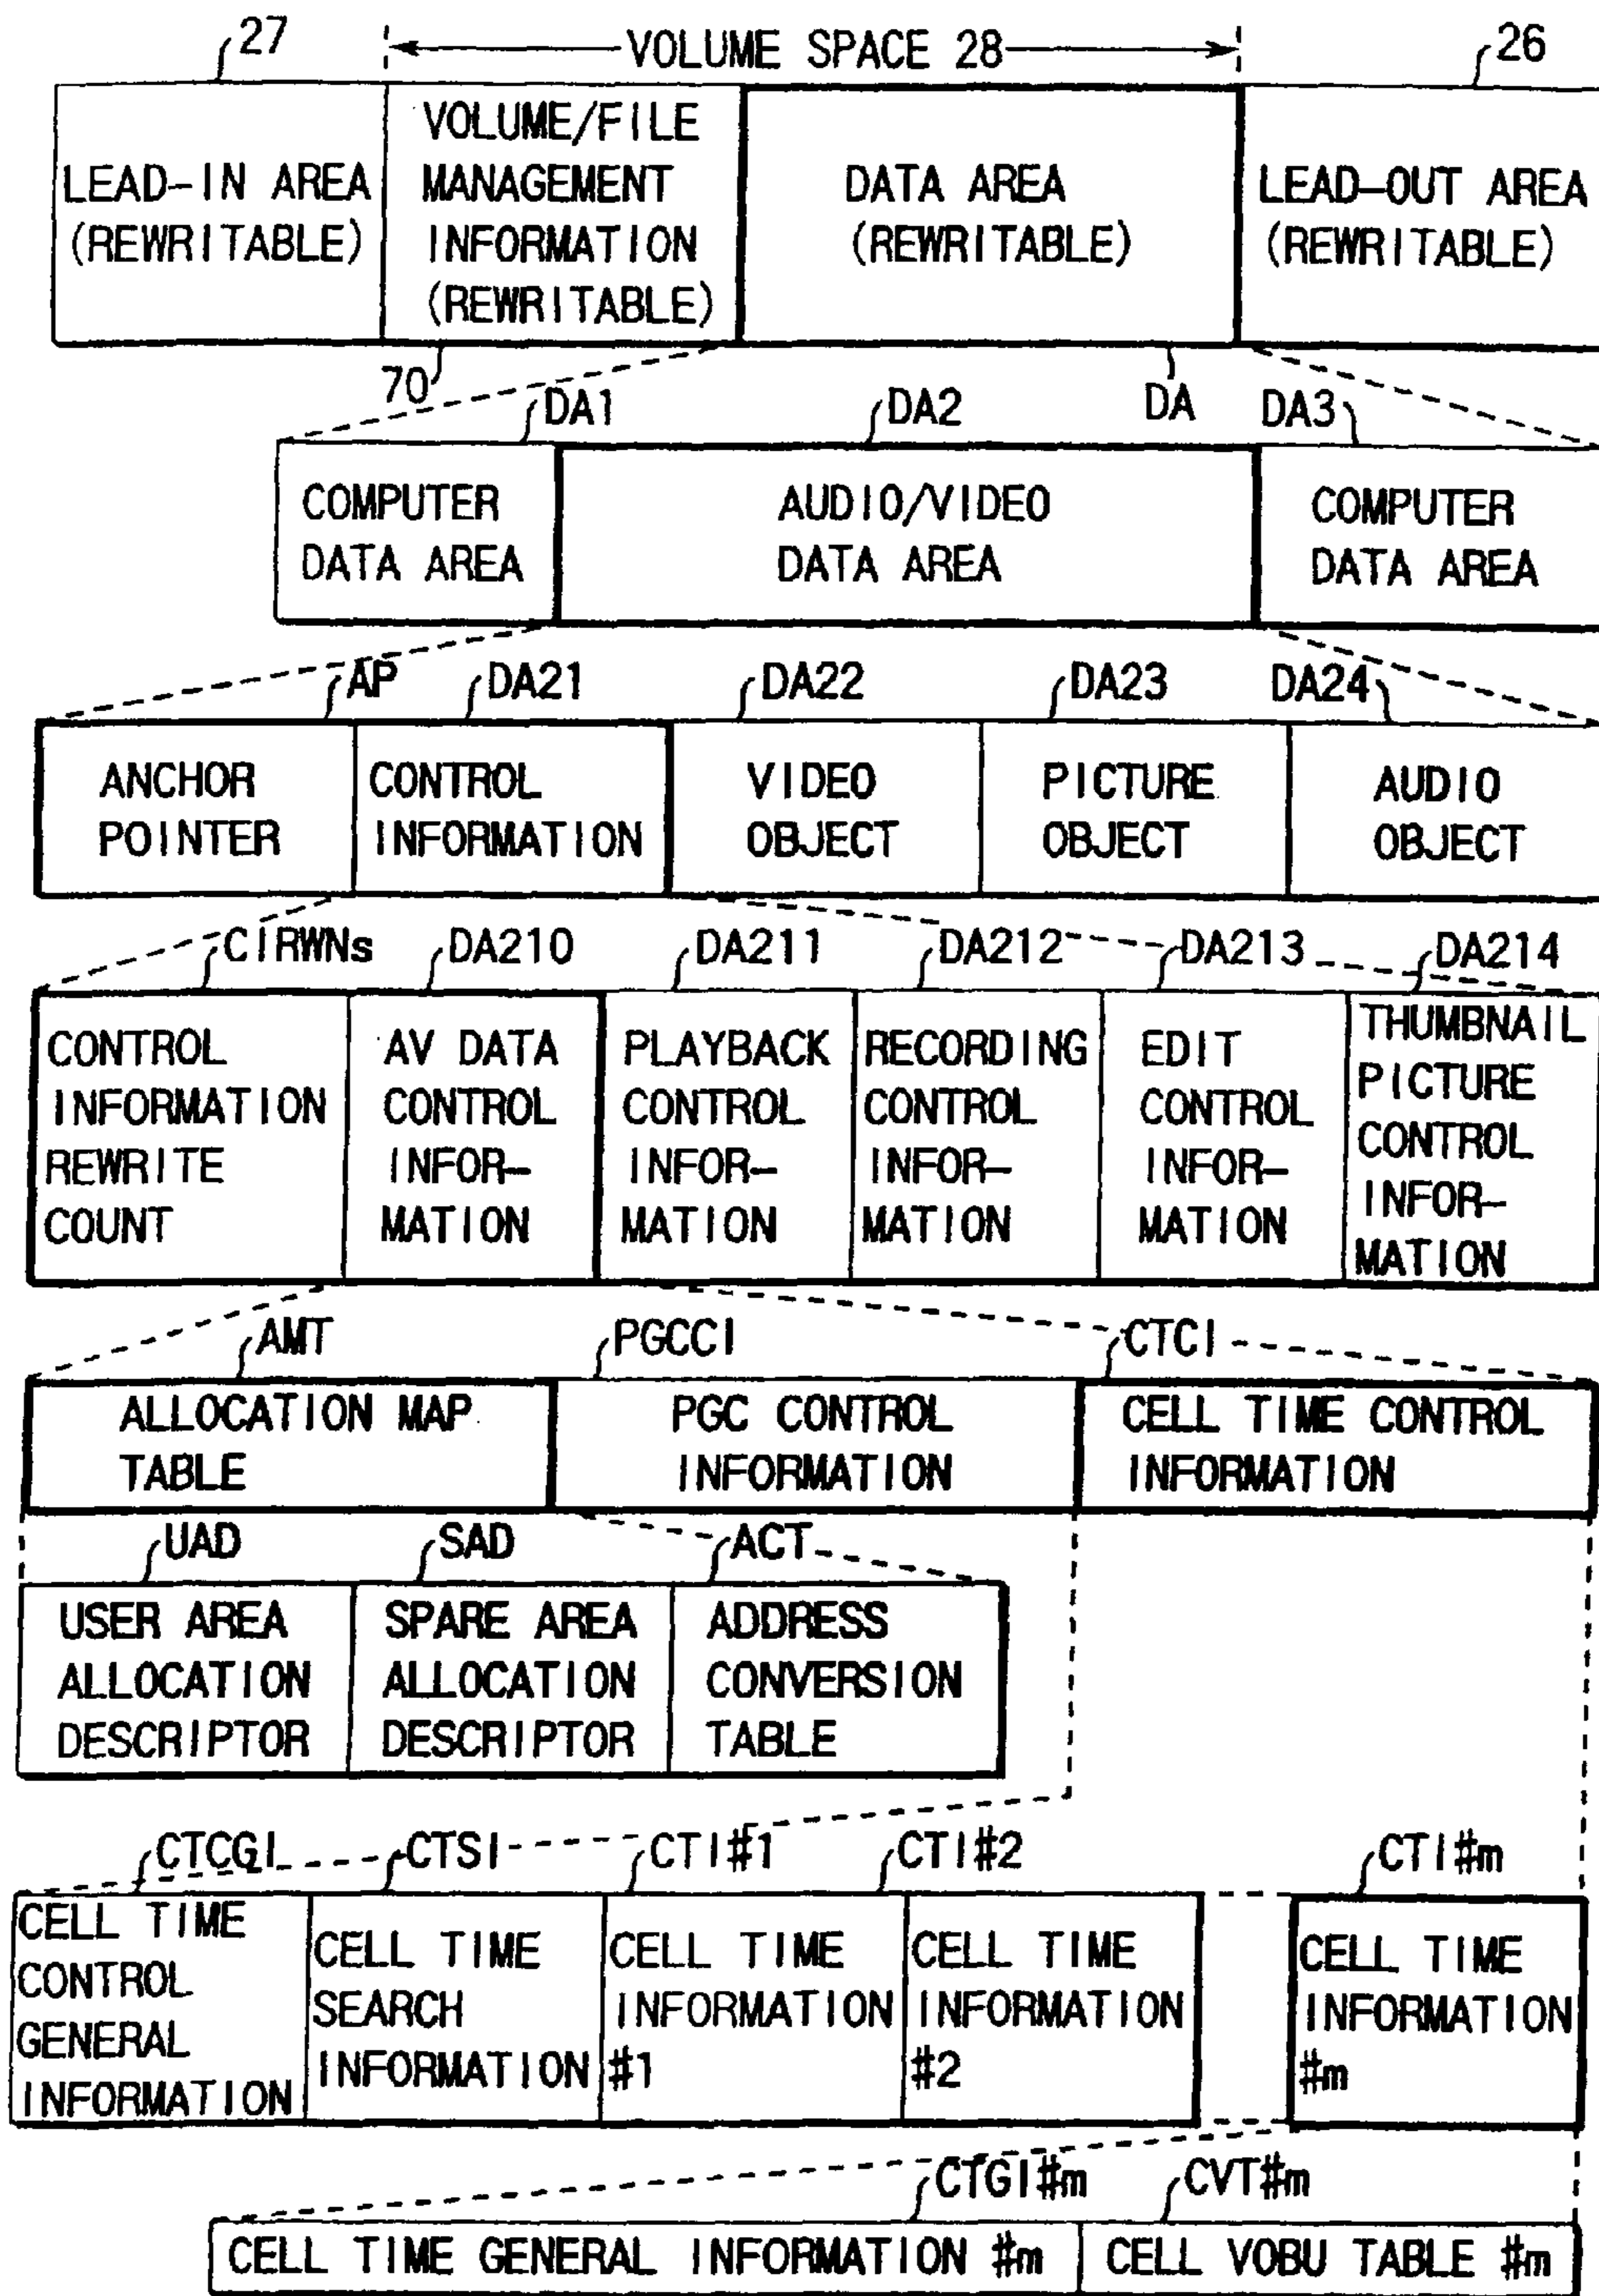 27
VOLUME SPACE 28
26
LEAD-IN AREA
(REWRITABLE)
VOLUME/FILE
MANAGEMENT
INFORMATION
(REWRITABLE)
DATA AREA
(REWRITABLE)
LEAD-OUT AREA
(REWRITABLE)
70
DA
DA1
DA2
DA3
COMPUTER
DATA AREA
AUDIO/VIDEO
DATA AREA
COMPUTER
DATA AREA
AP
DA21
DA22
DA23
DA24
ANCHOR
POINTER
CONTROL
INFORMATION
VIDEO
OBJECT
PICTURE
OBJECT
AUDIO
OBJECT
CIRWNs
DA210
DA211
DA212
DA213
DA214
CONTROL
INFORMATION
REWRITE
COUNT
AV DATA
CONTROL
INFOR-
MATION
PLAYBACK
CONTROL
INFOR-
MATION
RECORDING
CONTROL
INFOR-
MATION
EDIT
CONTROL
INFOR-
MATION
THUMBNAIL
PICTURE
CONTROL
INFOR-
MATION
AMT
PGCCI
CTCI
ALLOCATION MAP
TABLE
PGC CONTROL
INFORMATION
CELL TIME CONTROL
INFORMATION
UAD
SAD
ACT
USER AREA
ALLOCATION
DESCRIPTOR
SPARE AREA
ALLOCATION
DESCRIPTOR
ADDRESS
CONVERSION
TABLE
CTCGI
CTSI
CTI#1
CTI#2
CTI#m
CELL TIME
CONTROL
GENERAL
INFORMATION
CELL TIME
SEARCH
INFORMATION
CELL TIME
INFORMATION
#1
CELL TIME
INFORMATION
#2
CELL TIME
INFORMATION
#m
CTGI#m
CVT#m
CELL TIME GENERAL INFORMATION #m
CELL VOBU TABLE #m